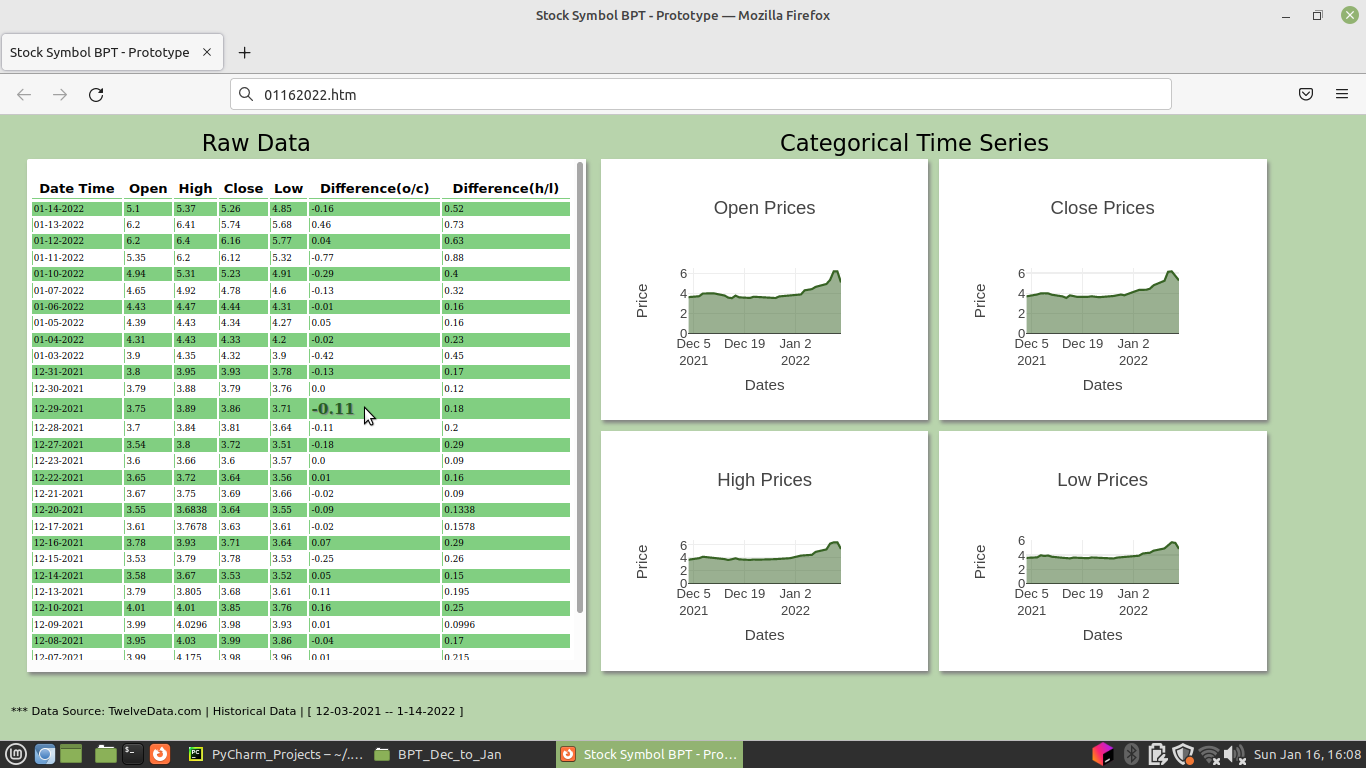 Stock Symbol BPT - Prototype — Mozilla Firefox
Stock Symbol BPT - Prototype
01162022.htm
Raw Data
Date Time Open High Close Low Difference(o/c) Difference(h/l)
01-14-2022 5.1 5.37 5.26 4.85 -0.16 0.52
01-13-2022 6.2 6.41 5.74 5.68 0.46 0.73
01-12-2022 6.2 6.4 6.16 5.77 0.04 0.63
01-11-2022 5.35 6.2 6.12 5.32 -0.77 0.88
01-10-2022 4.94 5.31 5.23 4.91 -0.29 0.4
01-07-2022 4.65 4.92 4.78 4.6 -0.13 0.32
01-06-2022 4.43 4.47 4.44 4.31 -0.01 0.16
01-05-2022 4.39 4.43 4.34 4.27 0.05 0.16
01-04-2022 4.31 4.43 4.33 4.2 -0.02 0.23
01-03-2022 3.9 4.35 4.32 3.9 -0.42 0.45
12-31-2021 3.8 3.95 3.93 3.78 -0.13 0.17
12-30-2021 3.79 3.88 3.79 3.76 0.0 0.12
12-29-2021 3.75 3.89 3.86 3.71 -0.11 0.18
12-28-2021 3.7 3.84 3.81 3.64 -0.11 0.2
12-27-2021 3.54 3.8 3.72 3.51 -0.18 0.29
12-23-2021 3.6 3.66 3.6 3.57 0.0 0.09
12-22-2021 3.65 3.72 3.64 3.56 0.01 0.16
12-21-2021 3.67 3.75 3.69 3.66 -0.02 0.09
12-20-2021 3.55 3.6838 3.64 3.55 -0.09 0.1338
12-17-2021 3.61 3.7678 3.63 3.61 -0.02 0.1578
12-16-2021 3.78 3.93 3.71 3.64 0.07 0.29
12-15-2021 3.53 3.79 3.78 3.53 -0.25 0.26
12-14-2021 3.58 3.67 3.53 3.52 0.05 0.15
12-13-2021 3.79 3.805 3.68 3.61 0.11 0.195
12-10-2021 4.01 4.01 3.85 3.76 0.16 0.25
12-09-2021 3.99 4.0296 3.98 3.93 0.01 0.0996
12-08-2021 3.95 4.03 3.99 3.86 -0.04 0.17
12-07-2021 3.99 4.175 3.98 3.96 0.01 0.215
Categorical Time Series
Open Prices
Price
6
4
2
0
Dec 5 Dec 19 Jan 2
2021 2022
Dates
Close Prices
Price
6
4
2
0
Dec 5 Dec 19 Jan 2
2021 2022
Dates
High Prices
Price
6
4
2
0
Dec 5 Dec 19 Jan 2
2021 2022
Dates
Low Prices
Price
6
4
2
0
Dec 5 Dec 19 Jan 2
2021 2022
Dates
*** Data Source: TwelveData.com | Historical Data | [ 12-03-2021 -- 1-14-2022 ]
PyCharm_Projects – ~/.... BPT_Dec_to_Jan Stock Symbol BPT - Pro... Sun Jan 16, 16:08